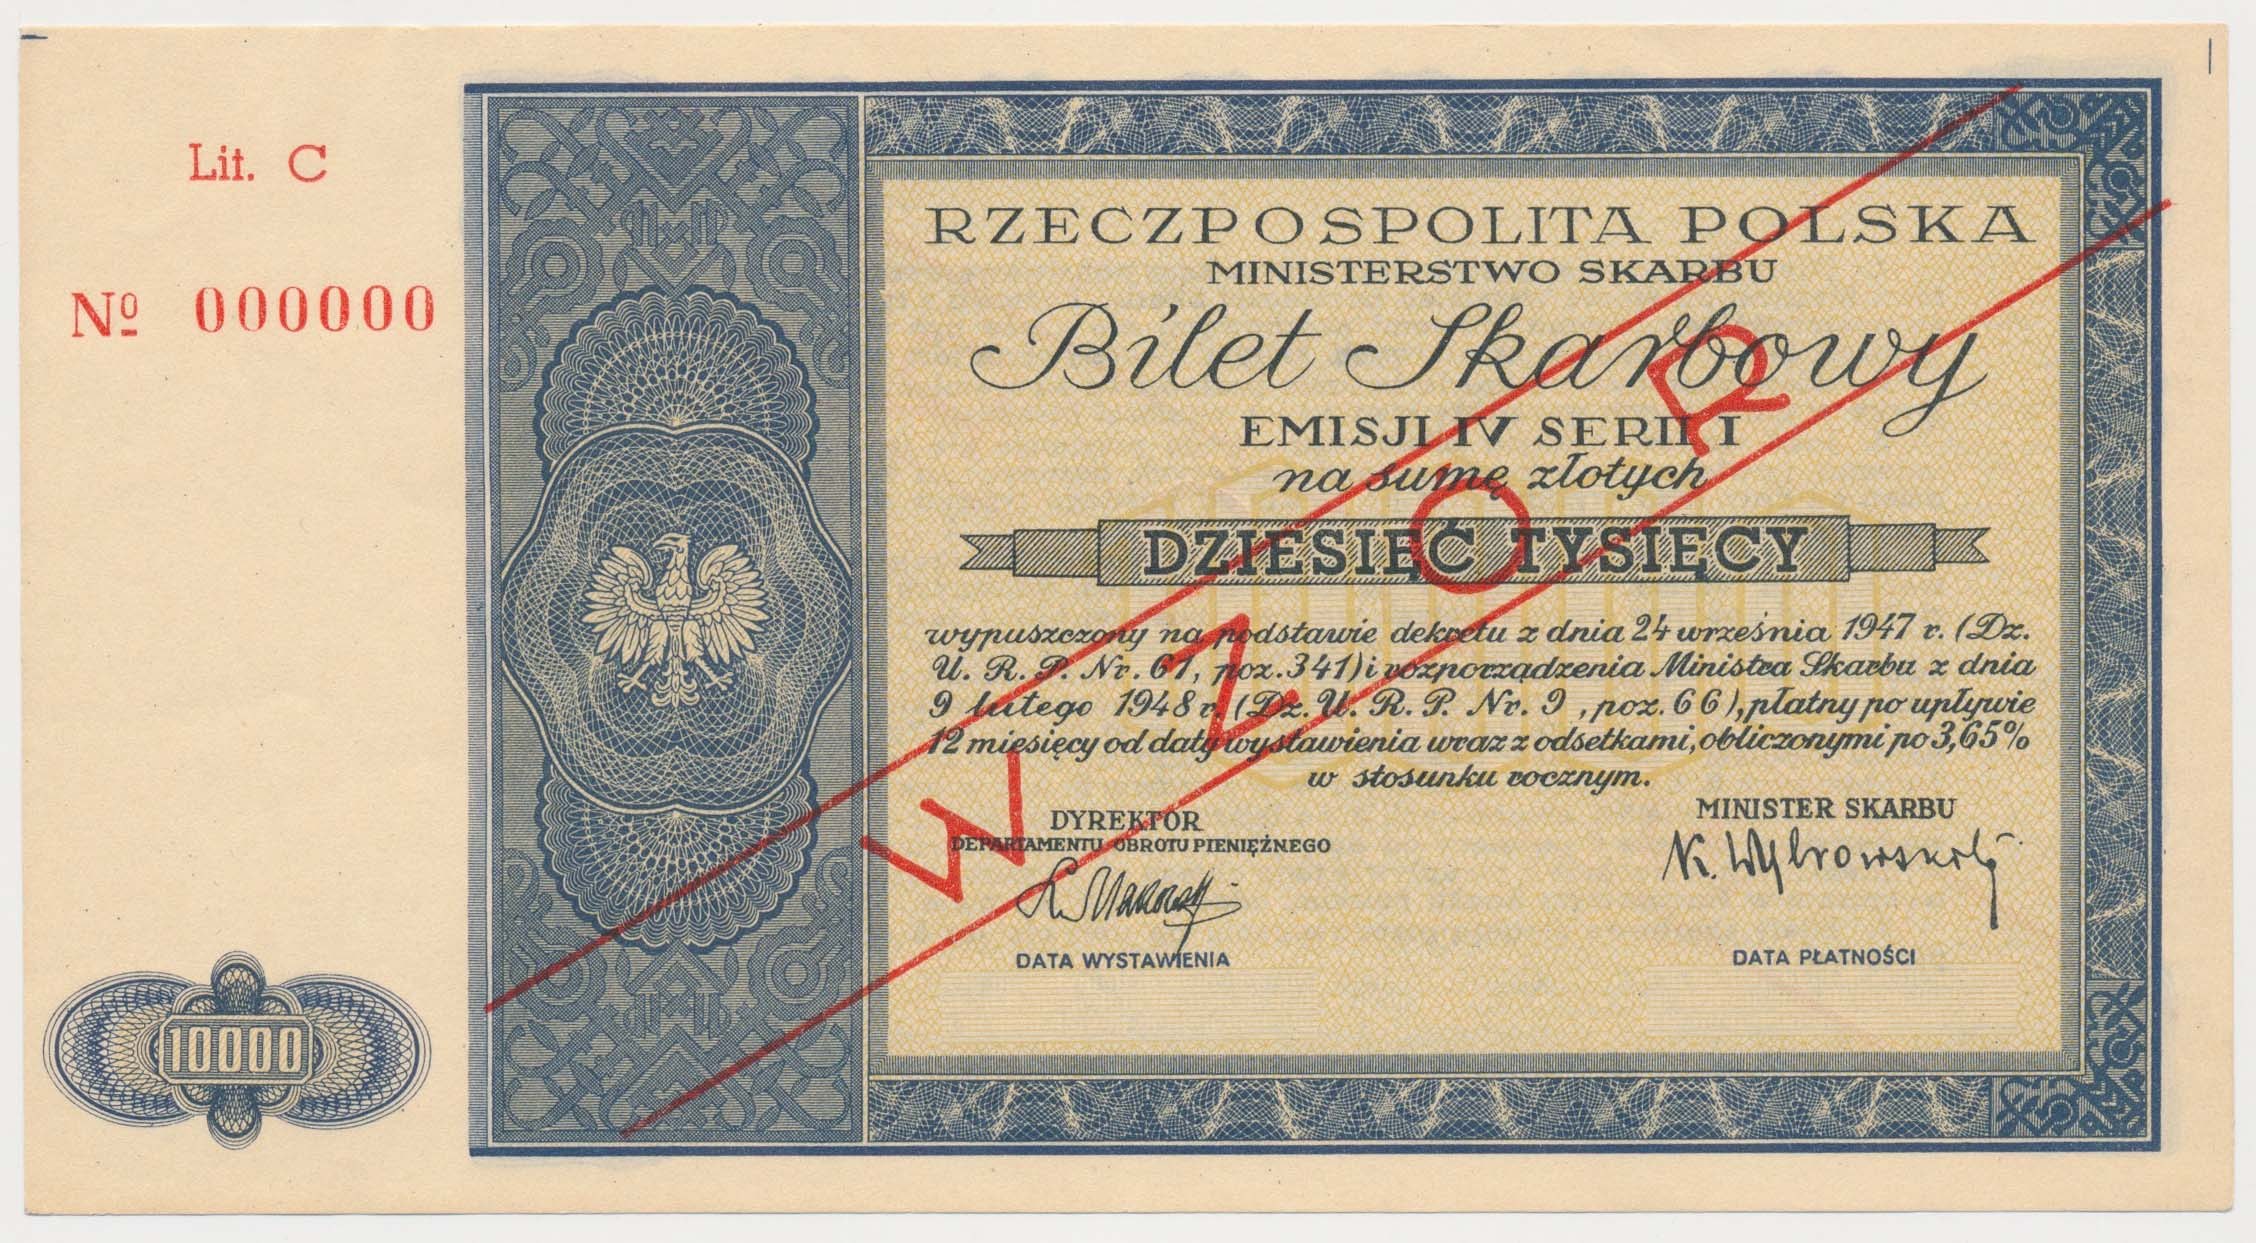 Lit. C
№ 000000
RZECZPOSPOLITA POLSKA
MINISTERSTWO SKARBU
Bilet Skarbowy
EMISJI IV SERII I
na sumę złotych
DZIESIĘĆ TYSIĘCY
wypuszczony na podstawie dekretu z dnia 24 września 1947 r. (Dz.
U. R. P. Nr. 61, poz. 341) i rozporządzenia Ministra Skarbu z dnia
9 lutego 1948 r. (Dz. U. R. P. Nr. 9, poz. 66), płatny po upływie
12 miesięcy od daty wystawienia wraz z odsetkami, obliczonymi po 3,65%
w stosunku rocznym.
DYREKTOR
DEPARTAMENTU OBROTU PIENIĘŻNEGO
MINISTER SKARBU
DATA WYSTAWIENIA
DATA PŁATNOŚCI
10000
WZOR